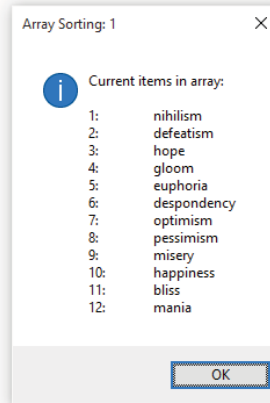 Array Sorting: 1
Current items in array:
1: nihilism
2: defeatism
3: hope
4: gloom
5: euphoria
6: despondency
7: optimism
8: pessimism
9: misery
10: happiness
11: bliss
12: mania
OK